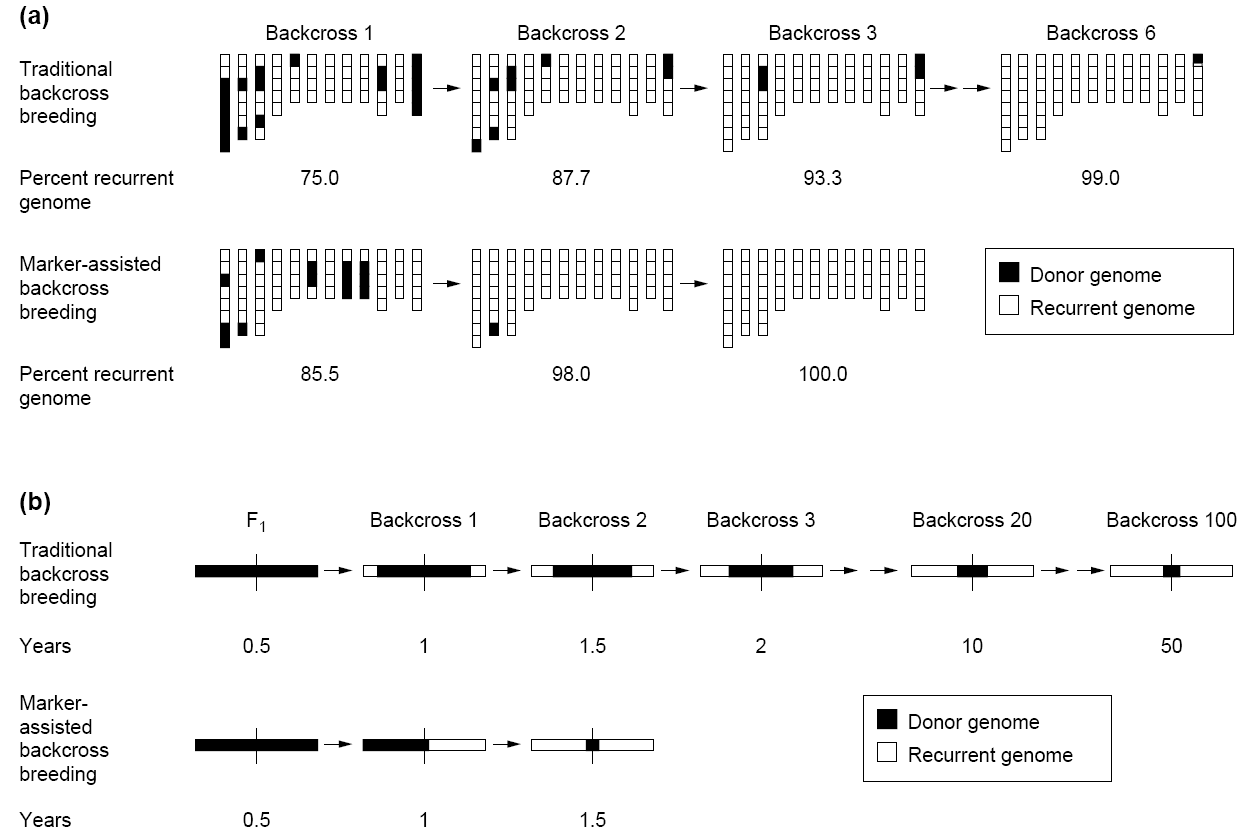 (a)
Backcross 1
Backcross 2
Backcross 3
Backcross 6
Traditional
backcross
breeding
Percent recurrent
genome
75.0
87.7
93.3
99.0
Marker-assisted
backcross
breeding
Donor genome
Recurrent genome
Percent recurrent
genome
85.5
98.0
100.0
(b)
F1
Backcross 1
Backcross 2
Backcross 3
Backcross 20
Backcross 100
Traditional
backcross
breeding
Years
0.5
1
1.5
2
10
50
Marker-
assisted
backcross
breeding
Donor genome
Recurrent genome
Years
0.5
1
1.5